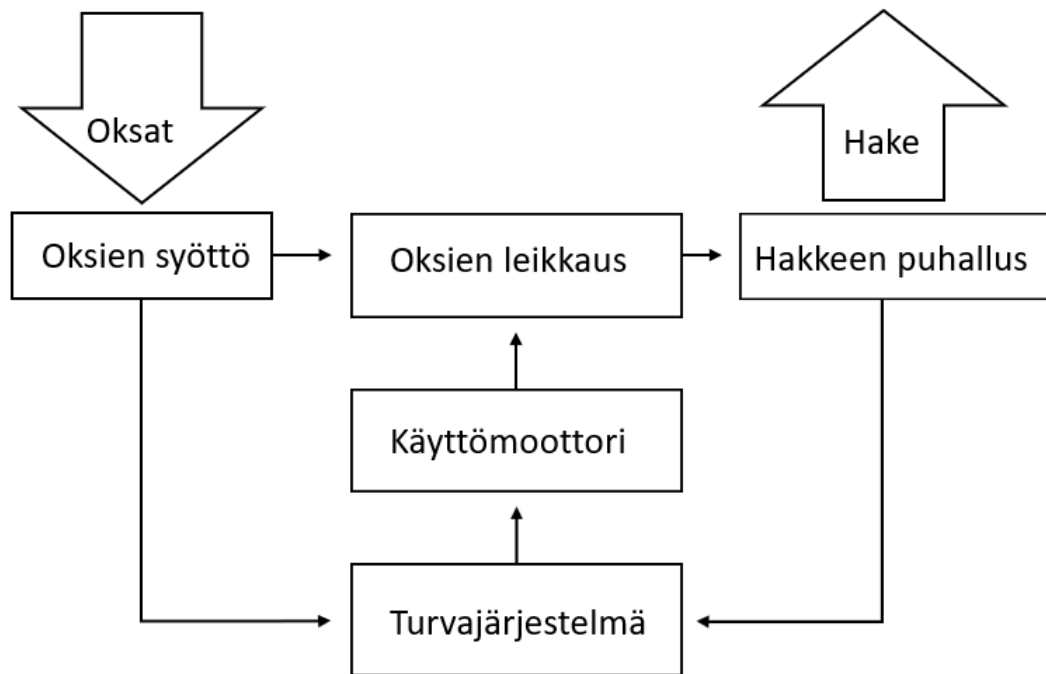 Oksat
Hake
Oksien syöttö
Oksien leikkaus
Hakkeen puhallus
Käyttömoottori
Turvajärjestelmä